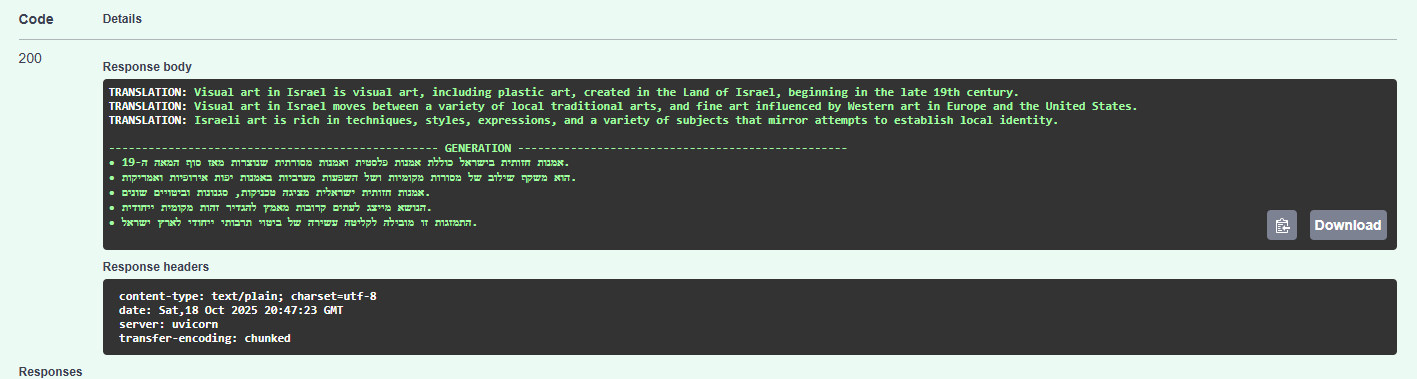 Code Details
200
Response body
TRANSLATION: Visual art in Israel is visual art, including plastic art, created in the Land of Israel, beginning in the late 19th century.
TRANSLATION: Visual art in Israel moves between a variety of local traditional arts, and fine art influenced by Western art in Europe and the United States.
TRANSLATION: Israeli art is rich in techniques, styles, expressions, and a variety of subjects that mirror attempts to establish local identity.
-------------------------------------------------- GENERATION --------------------------------------------------
• אמנות חזותית בישראל כוללת אמנות פלסטית ואמנות מסורתית שנוצרות מאז סוף המאה ה-19.
• הוא משקף שילוב של מסורות מקומיות ושל השפעות מערביות באמנות יפות אירופיות ואמריקות.
• אמנות חזותית ישראלית מציגה טכניקות, סגנונות וביטויים שונים.
• הנושא מייצג לעתים קרובות מאמץ להגדיר זהות מקומית ייחודית.
• התמזגות זו מובילה לקליטה עשירה של ביטוי תרבותי ייחודי לארץ ישראל.
Download
Response headers
content-type: text/plain; charset=utf-8
date: Sat,18 Oct 2025 20:47:23 GMT
server: uvicorn
transfer-encoding: chunked
Responses